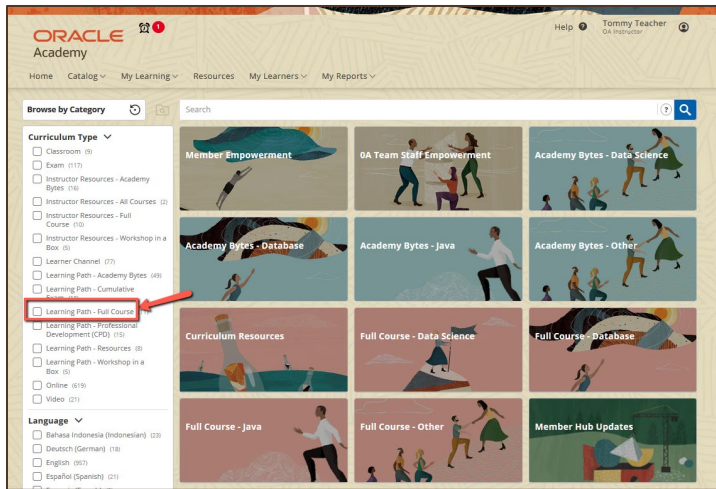 ORACLE
Academy
1
Help ?
Tommy Teacher
OA Instructor
Home
Catalog
My Learning
Resources
My Learners
My Reports
Browse by Category
Search
?
Curriculum Type
Classroom (9)
Exam (117)
Instructor Resources - Academy
Bytes (16)
Instructor Resources - All Courses (2)
Instructor Resources - Full
Course (10)
Instructor Resources - Workshop in a
Box (5)
Learner Channel (77)
Learning Path - Academy Bytes (49)
Learning Path - Cumulative
Learning Path - Full Course
Learning Path - Professional
Development (CPD) (15)
Learning Path - Resources (8)
Learning Path - Workshop in a
Box (5)
Online (619)
Video (21)
Language
Bahasa Indonesia (Indonesian) (23)
Deutsch (German) (18)
English (957)
Español (Spanish) (21)
Member Empowerment
OA Team Staff Empowerment
Academy Bytes - Data Science
Academy Bytes - Database
Academy Bytes - Java
Academy Bytes - Other
Curriculum Resources
Full Course - Data Science
Full Course - Database
Full Course - Java
Full Course - Other
Member Hub Updates